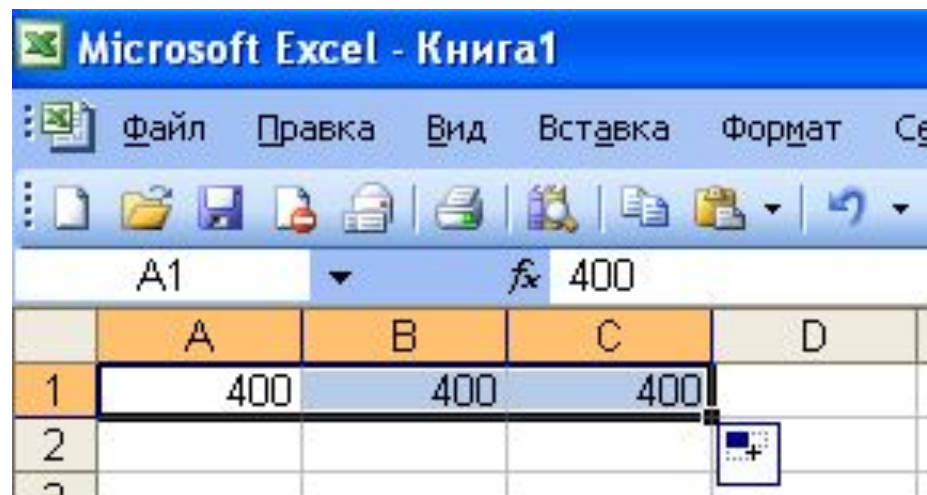 Microsoft Excel - Книга1
Файл Правка Вид Вставка Формат
A1 fx 400
A B C D
1 400 400 400
2